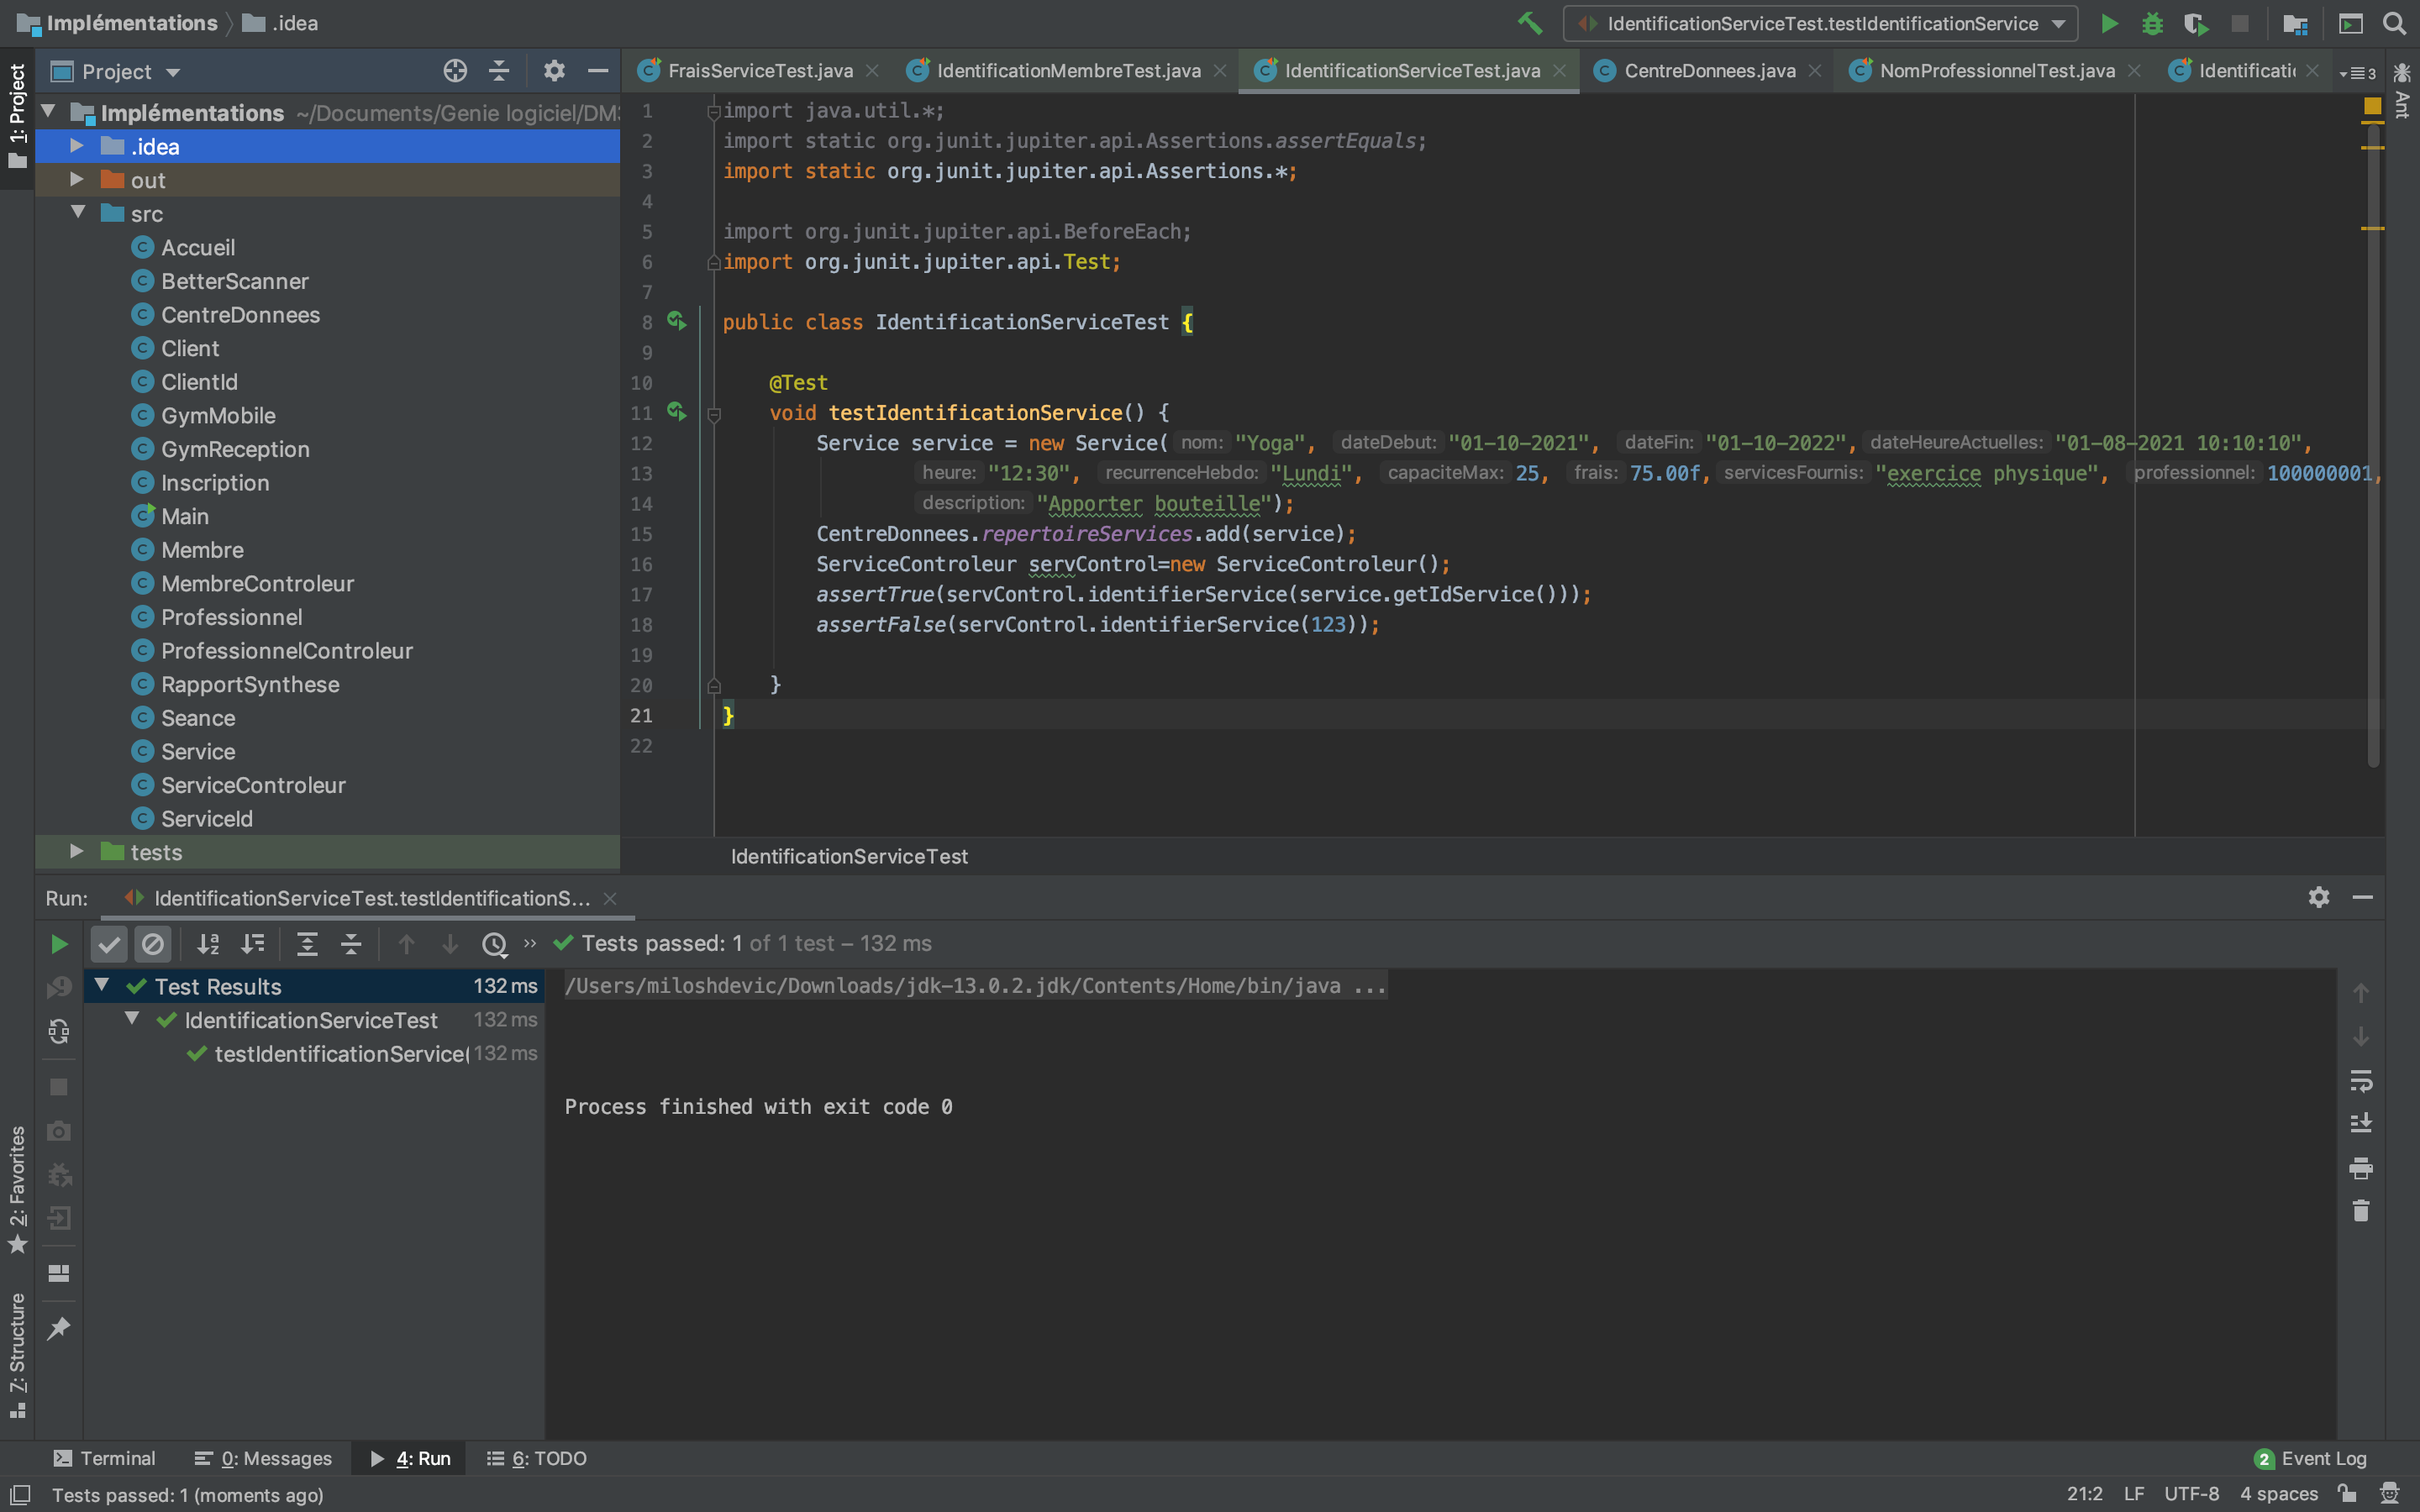 Implémentations
.idea
IdentificationServiceTest.testIdentificationService
1: Project
Project
FraisServiceTest.java
IdentificationMembreTest.java
IdentificationServiceTest.java
CentreDonnees.java
NomProfessionnelTest.java
Identificatio
3
Ant
Implémentations ~/Documents/Genie logiciel/DM
.idea
out
src
Accueil
BetterScanner
CentreDonnees
Client
ClientId
GymMobile
GymReception
Inscription
Main
Membre
MembreControleur
Professionnel
ProfessionnelControleur
RapportSynthese
Seance
Service
ServiceControleur
ServiceId
tests
1 import java.util.*;
2 import static org.junit.jupiter.api.Assertions.assertEquals;
3 import static org.junit.jupiter.api.Assertions.*;
4
5 import org.junit.jupiter.api.BeforeEach;
6 import org.junit.jupiter.api.Test;
7
8 public class IdentificationServiceTest {
9
10 @Test
11 void testIdentificationService() {
12 Service service = new Service( nom: "Yoga", dateDebut: "01-10-2021", dateFin: "01-10-2022", dateHeureActuelles: "01-08-2021 10:10:10",
13 heure: "12:30", recurrenceHebdo: "Lundi", capaciteMax: 25, frais: 75.00f, servicesFournis: "exercice physique", professionnel: 100000001,
14 description: "Apporter bouteille");
15 CentreDonnees.repertoireServices.add(service);
16 ServiceControleur servControl=new ServiceControleur();
17 assertTrue(servControl.identifierService(service.getIdService()));
18 assertFalse(servControl.identifierService(123));
19
20 }
21 }
22
IdentificationServiceTest
Run:
IdentificationServiceTest.testIdentificationS...
Tests passed: 1 of 1 test – 132 ms
Test Results 132 ms
IdentificationServiceTest 132 ms
testIdentificationService( 132 ms
/Users/miloshdevic/Downloads/jdk-13.0.2.jdk/Contents/Home/bin/java ...
Process finished with exit code 0
2: Favorites
7: Structure
Terminal
0: Messages
4: Run
6: TODO
2 Event Log
Tests passed: 1 (moments ago)
21:2 LF UTF-8 4 spaces